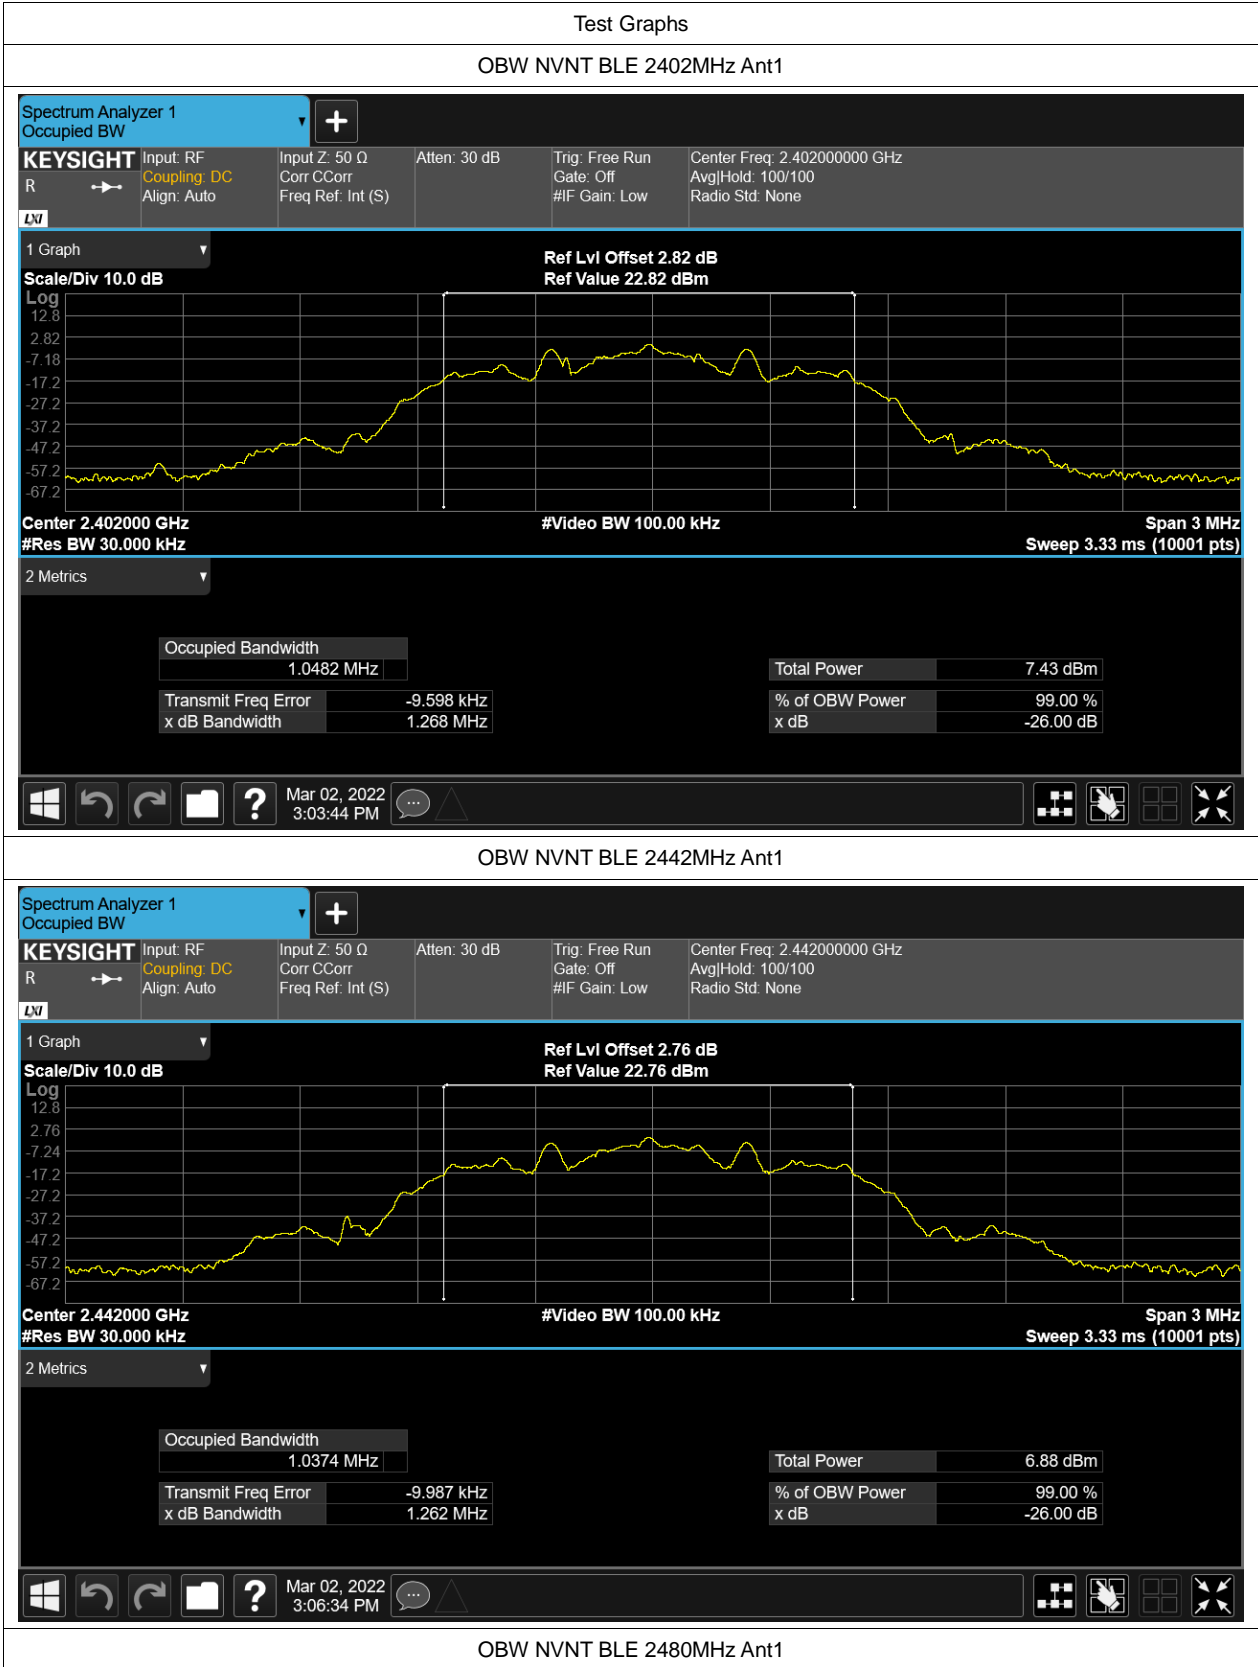 Test Graphs
OBW NVNT BLE 2402MHz Ant1
Spectrum Analyzer 1
Occupied BW
KEYSIGHT Input: RF Input Z: 50 Ω Atten: 30 dB Trig: Free Run Center Freq: 2.402000000 GHz
R Coupling: DC Corr CCorr Gate: Off Avg|Hold: 100/100
Align: Auto Freq Ref: Int (S) #IF Gain: Low Radio Std: None
LXI
1 Graph
Ref Lvl Offset 2.82 dB
Scale/Div 10.0 dB Ref Value 22.82 dBm
Log
12.8
2.82
-7.18
-17.2
-27.2
-37.2
-47.2
-57.2
-67.2
Center 2.402000 GHz #Video BW 100.00 kHz Span 3 MHz
#Res BW 30.000 kHz Sweep 3.33 ms (10001 pts)
2 Metrics
Occupied Bandwidth
1.0482 MHz Total Power 7.43 dBm
Transmit Freq Error -9.598 kHz % of OBW Power 99.00 %
x dB Bandwidth 1.268 MHz x dB -26.00 dB
Mar 02, 2022
3:03:44 PM
OBW NVNT BLE 2442MHz Ant1
Spectrum Analyzer 1
Occupied BW
KEYSIGHT Input: RF Input Z: 50 Ω Atten: 30 dB Trig: Free Run Center Freq: 2.442000000 GHz
R Coupling: DC Corr CCorr Gate: Off Avg|Hold: 100/100
Align: Auto Freq Ref: Int (S) #IF Gain: Low Radio Std: None
LXI
1 Graph
Ref Lvl Offset 2.76 dB
Scale/Div 10.0 dB Ref Value 22.76 dBm
Log
12.8
2.76
-7.24
-17.2
-27.2
-37.2
-47.2
-57.2
-67.2
Center 2.442000 GHz #Video BW 100.00 kHz Span 3 MHz
#Res BW 30.000 kHz Sweep 3.33 ms (10001 pts)
2 Metrics
Occupied Bandwidth
1.0374 MHz Total Power 6.88 dBm
Transmit Freq Error -9.987 kHz % of OBW Power 99.00 %
x dB Bandwidth 1.262 MHz x dB -26.00 dB
Mar 02, 2022
3:06:34 PM
OBW NVNT BLE 2480MHz Ant1